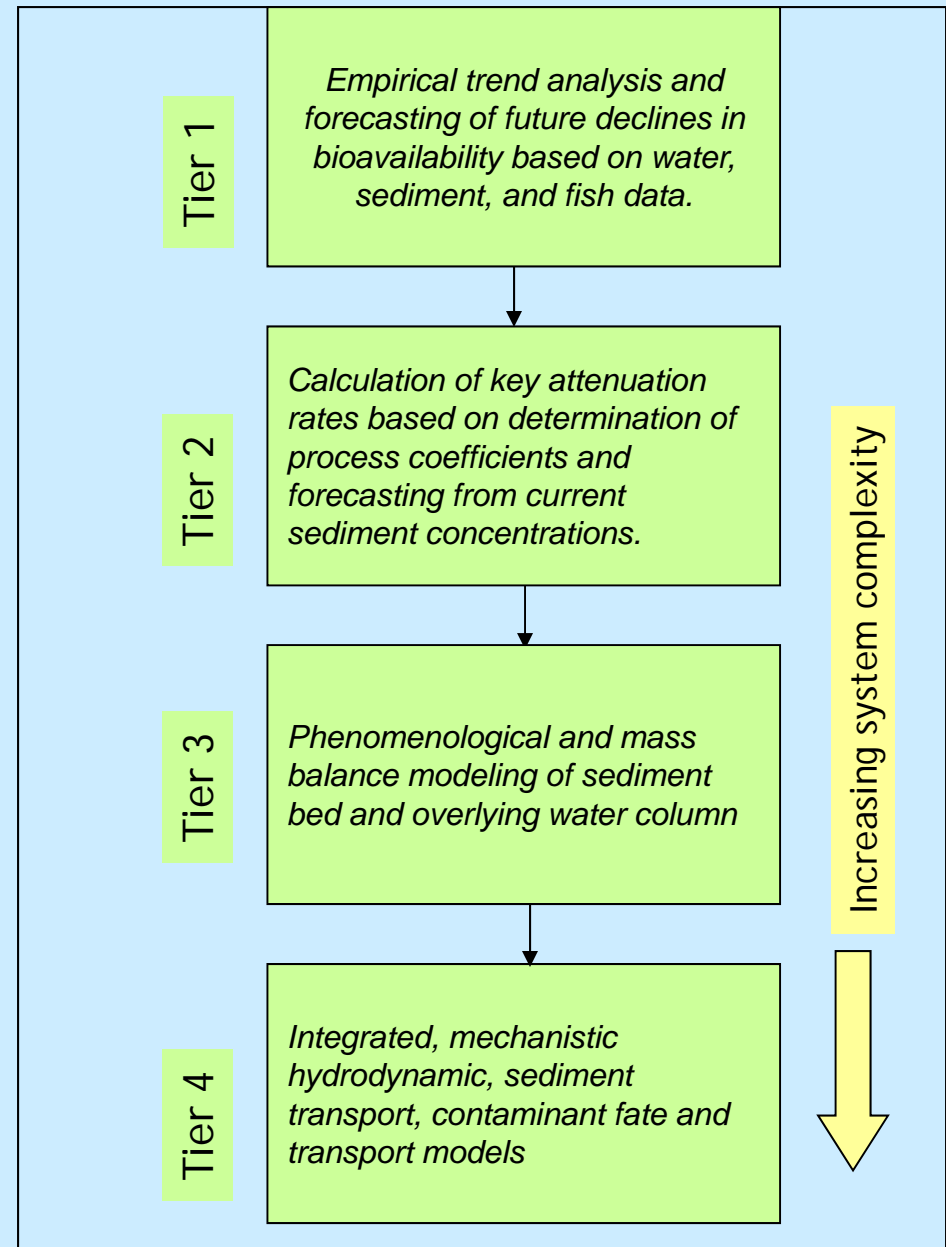 Tier 1
Empirical trend analysis and
forecasting of future declines in
bioavailability based on water,
sediment, and fish data.
Tier 2
Calculation of key attenuation
rates based on determination of
process coefficients and
forecasting from current
sediment concentrations.
Tier 3
Phenomenological and mass
balance modeling of sediment
bed and overlying water column
Tier 4
Integrated, mechanistic
hydrodynamic, sediment
transport, contaminant fate and
transport models
Increasing system complexity